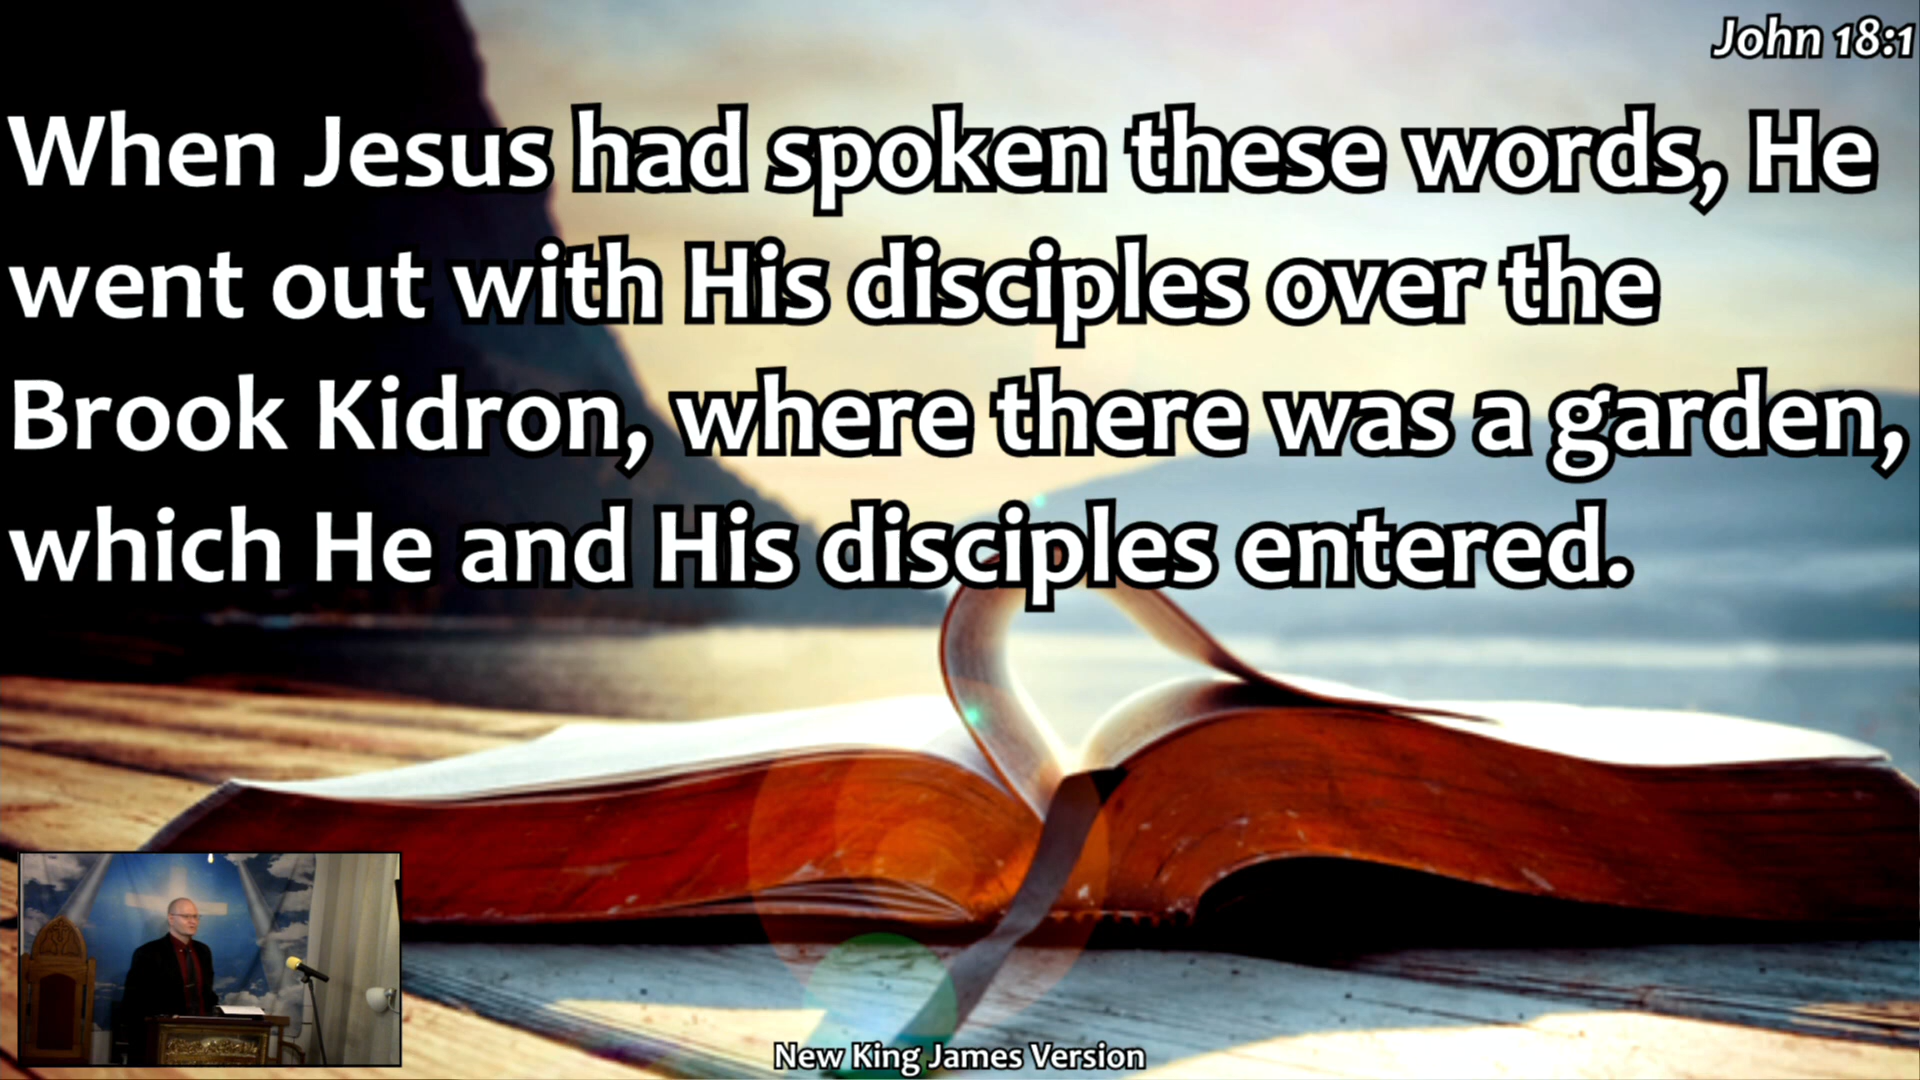 John 18:1
When Jesus had spoken these words, He
went out with His disciples over the
Brook Kidron, where there was a garden,
which He and His disciples entered.
New King James Version